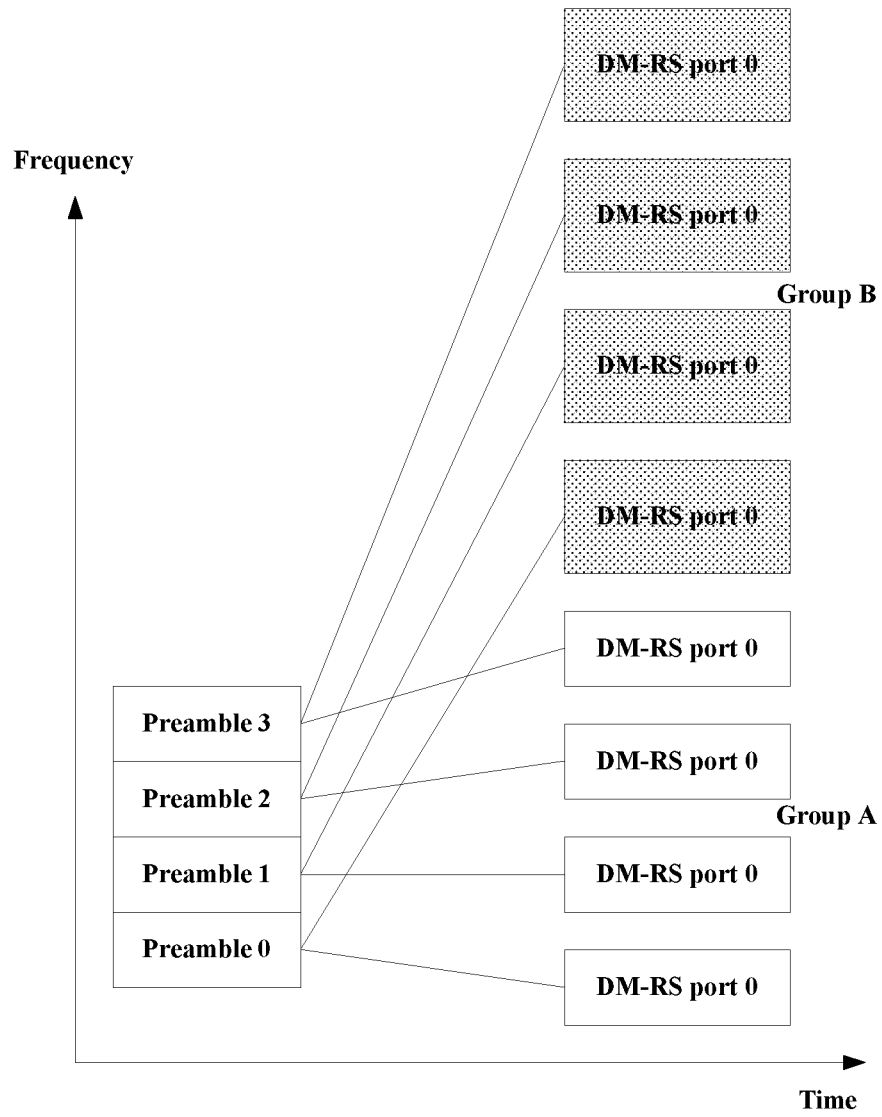 DM-RS port 0
Frequency
DM-RS port 0
Group B
DM-RS port 0
DM-RS port 0
DM-RS port 0
Preamble 3
DM-RS port 0
Preamble 2
Group A
Preamble 1
DM-RS port 0
Preamble 0
DM-RS port 0
Time